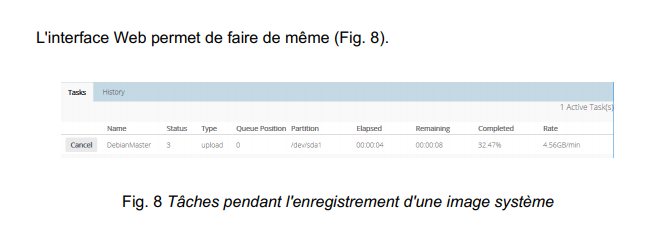 L'interface Web permet de faire de même (Fig. 8).
Tasks History
1 Active Task(s)
Name Status Type Queue Position Partition Elapsed Remaining Completed Rate
Cancel DebianMaster 3 upload 0 /dev/sda1 00:00:04 00:00:08 32.47% 4.56GB/min
Fig. 8 Tâches pendant l'enregistrement d'une image système